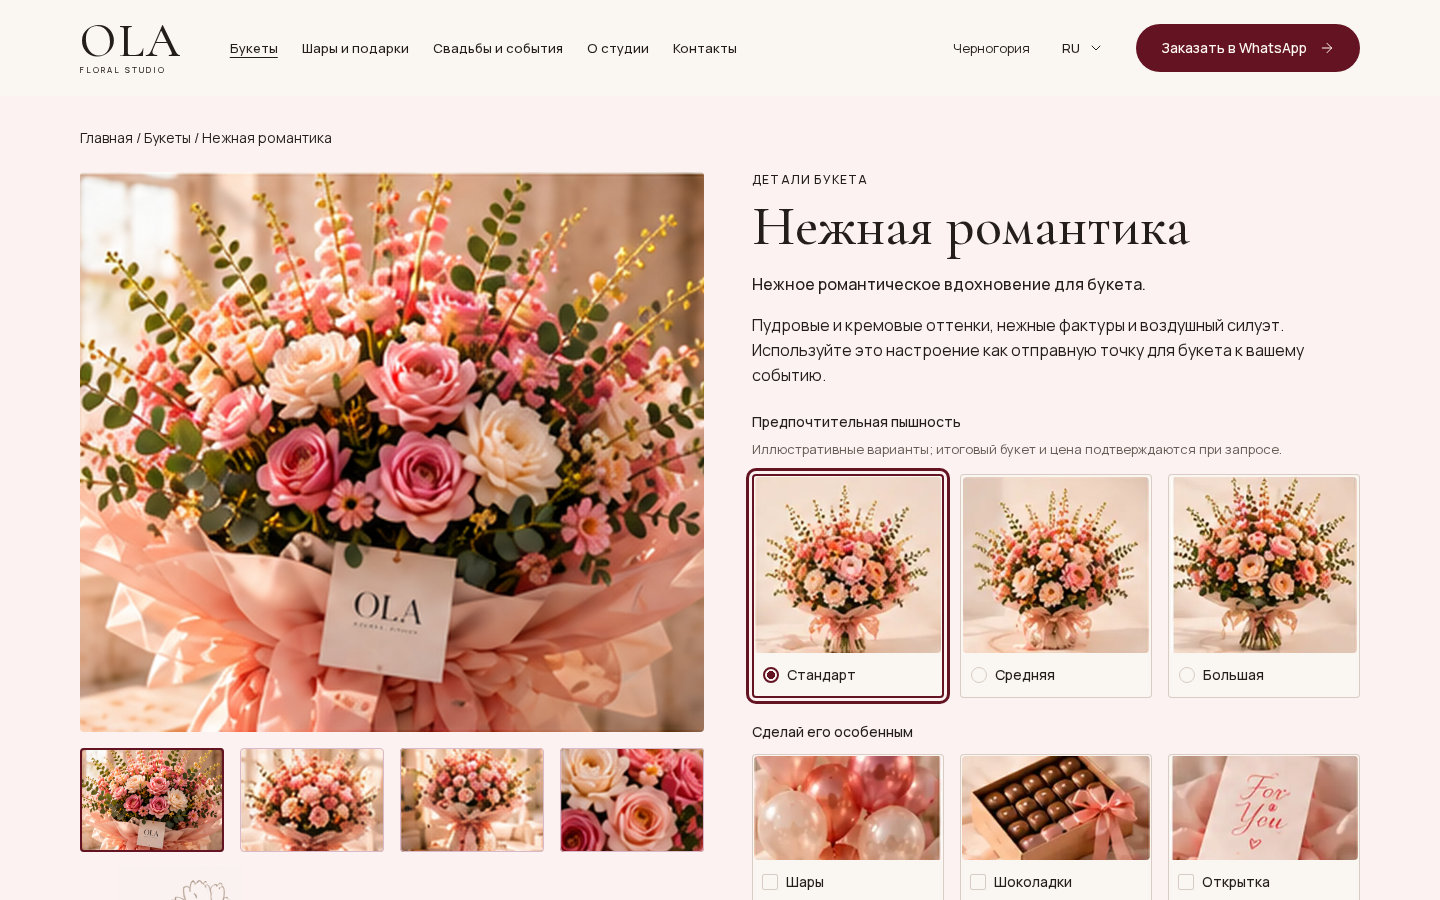 OLA
FLORAL STUDIO
Букеты
Шары и подарки
Свадьбы и события
О студии
Контакты
Черногория
RU
Заказать в WhatsApp
Главная / Букеты / Нежная романтика
ДЕТАЛИ БУКЕТА
Нежная романтика
Нежное романтическое вдохновение для букета.
Пудровые и кремовые оттенки, нежные фактуры и воздушный силуэт.
Используйте это настроение как отправную точку для букета к вашему
событию.
Предпочтительная пышность
Иллюстративные варианты; итоговый букет и цена подтверждаются при запросе.
Стандарт
Средняя
Большая
Сделай его особенным
For
You
Шары
Шоколадки
Открытка
OLA
OLA